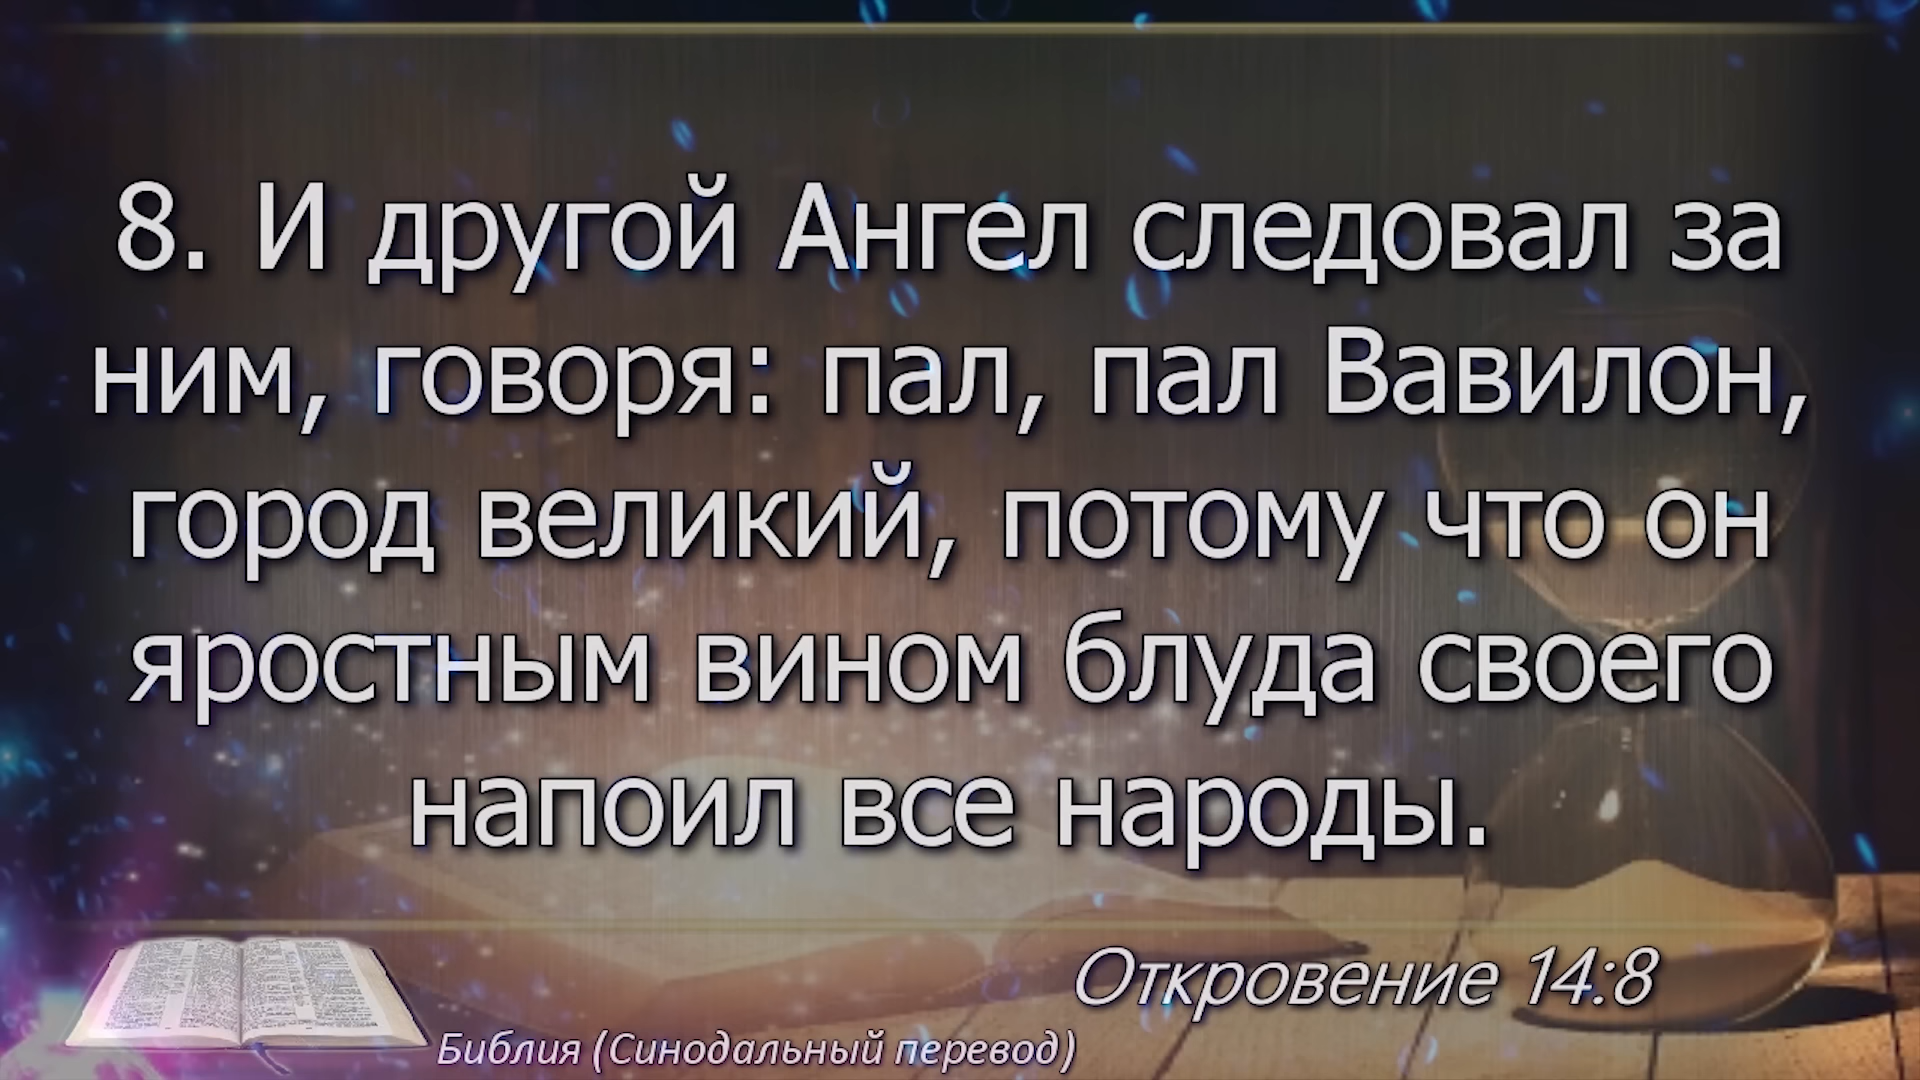 8. И другой Ангел следовал за
ним, говоря: пал, пал Вавилон,
город великий, потому что он
яростным вином блуда своего
напоил все народы.
Откровение 14:8
Библия (Синодальный перевод)